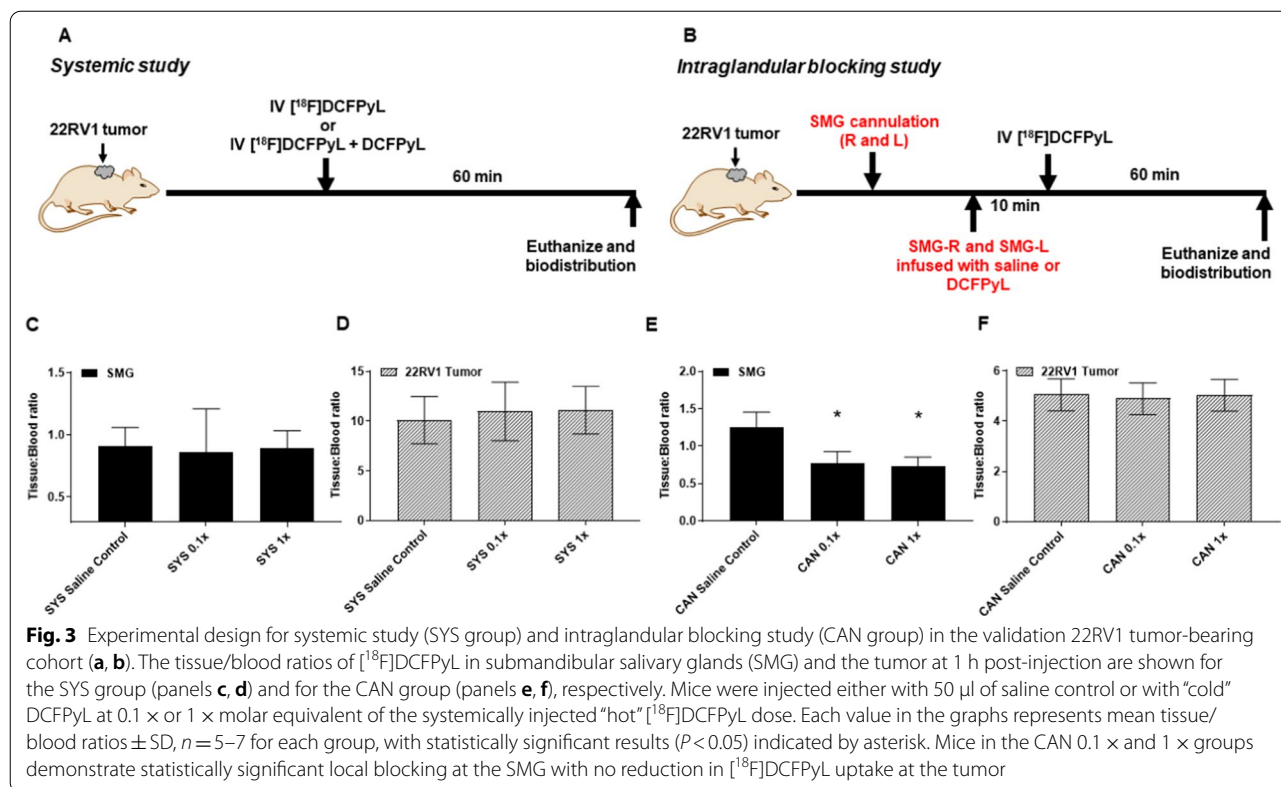 A
Systemic study
22RV1 tumor
IV [¹⁸F]DCFPyL
or
IV [¹⁸F]DCFPyL + DCFPyL
60 min
Euthanize and
biodistribution
B
Intraglandular blocking study
22RV1 tumor
SMG cannulation
(R and L)
IV [¹⁸F]DCFPyL
60 min
10 min
SMG-R and SMG-L
infused with saline or
DCFPyL
Euthanize and
biodistribution
C
SMG
Tissue:Blood ratio
1.5
1.0
0.5
SYS Saline Control
SYS 0.1x
SYS 1x
D
22RV1 Tumor
Tissue:Blood ratio
15
10
5
0
SYS Saline Control
SYS 0.1x
SYS 1x
E
SMG
Tissue:Blood ratio
2.0
1.5
1.0
0.5
0.0
*
*
CAN Saline Control
CAN 0.1x
CAN 1x
F
22RV1 Tumor
Tissue:Blood ratio
6
4
2
0
CAN Saline Control
CAN 0.1x
CAN 1x
Fig. 3 Experimental design for systemic study (SYS group) and intraglandular blocking study (CAN group) in the validation 22RV1 tumor-bearing
cohort (a, b). The tissue/blood ratios of [¹⁸F]DCFPyL in submandibular salivary glands (SMG) and the tumor at 1 h post-injection are shown for
the SYS group (panels c, d) and for the CAN group (panels e, f), respectively. Mice were injected either with 50 µl of saline control or with “cold”
DCFPyL at 0.1 × or 1 × molar equivalent of the systemically injected “hot” [¹⁸F]DCFPyL dose. Each value in the graphs represents mean tissue/
blood ratios ± SD, n = 5–7 for each group, with statistically significant results (P < 0.05) indicated by asterisk. Mice in the CAN 0.1 × and 1 × groups
demonstrate statistically significant local blocking at the SMG with no reduction in [¹⁸F]DCFPyL uptake at the tumor